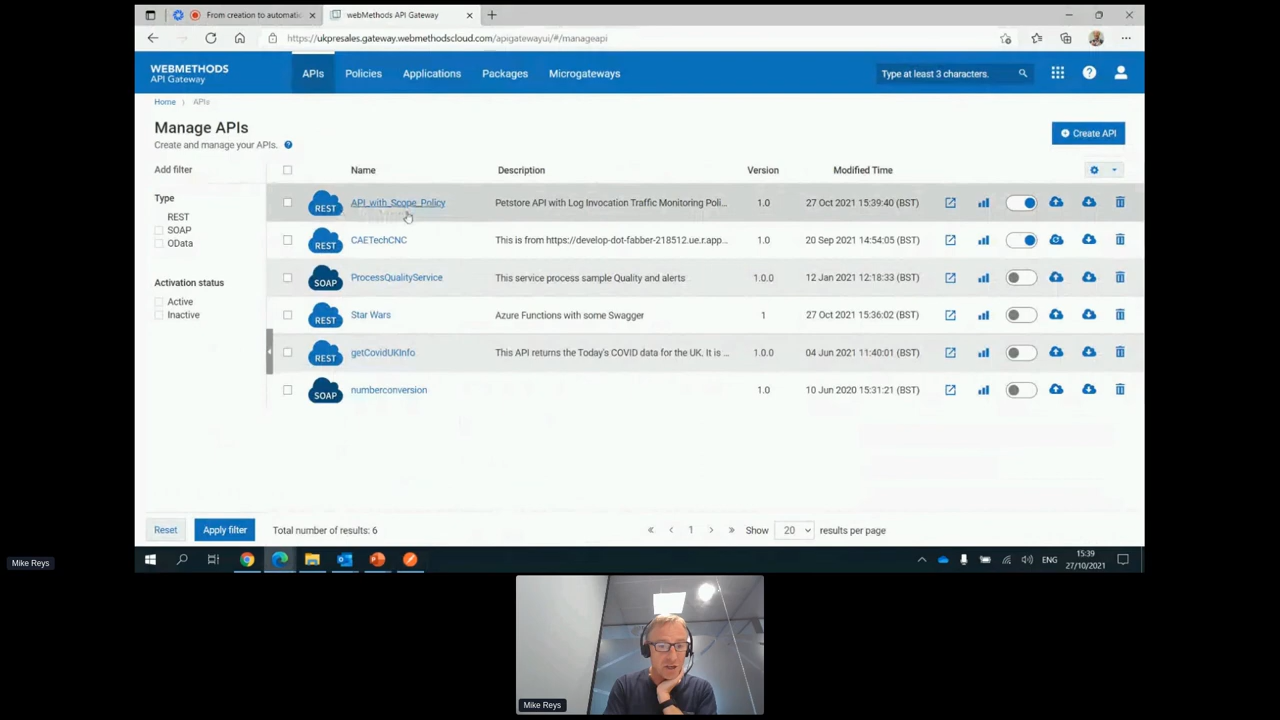 From creation to automatic
webMethods API Gateway
https://ukpresales.gateway.webmethodscloud.com/apigatewayui/#/manageapi
WEBMETHODS
API Gateway
APIs
Policies
Applications
Packages
Microgateways
Type at least 3 characters.
Home
APIs
Manage APIs
Create and manage your APIs.
Create API
Add filter
Name
Description
Version
Modified Time
Type
REST
SOAP
OData
Activation status
Active
Inactive
REST
API_with_Scope_Policy
Petstore API with Log Invocation Traffic Monitoring Poli...
1.0
27 Oct 2021 15:39:40 (BST)
REST
CAETechCNC
This is from https://develop-dot-fabber-218512.ue.r.app...
1.0
20 Sep 2021 14:54:05 (BST)
SOAP
ProcessQualityService
This service process sample Quality and alerts
1.0.0
12 Jan 2021 12:18:33 (BST)
REST
Star Wars
Azure Functions with some Swagger
1
27 Oct 2021 15:36:02 (BST)
REST
getCovidUKInfo
This API returns the Today's COVID data for the UK. It is ...
1.0.0
04 Jun 2021 11:40:01 (BST)
SOAP
numberconversion
1.0
10 Jun 2020 15:31:21 (BST)
Reset
Apply filter
Total number of results: 6
« ‹ 1 › »
Show 20 results per page
ENG
15:39
27/10/2021
Mike Reys
Mike Reys